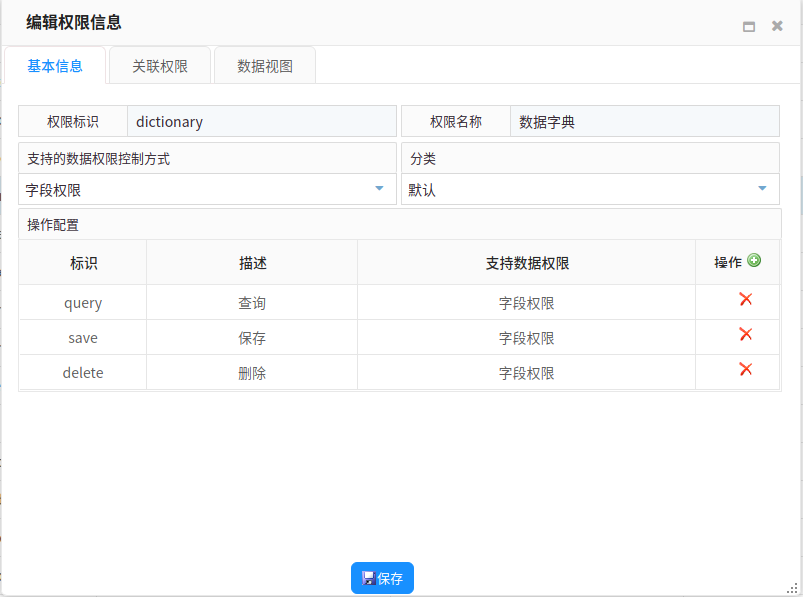 编辑权限信息
基本信息 关联权限 数据视图
权限标识 dictionary 权限名称 数据字典
支持的数据权限控制方式 分类
字段权限 默认
操作配置
标识 描述 支持数据权限 操作
query 查询 字段权限
save 保存 字段权限
delete 删除 字段权限
保存